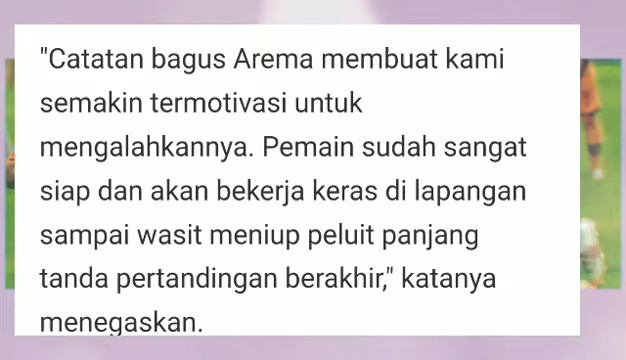 "Catatan bagus Arema membuat kami
semakin termotivasi untuk
mengalahkannya. Pemain sudah sangat
siap dan akan bekerja keras di lapangan
sampai wasit meniup peluit panjang
tanda pertandingan berakhir," katanya
menegaskan.